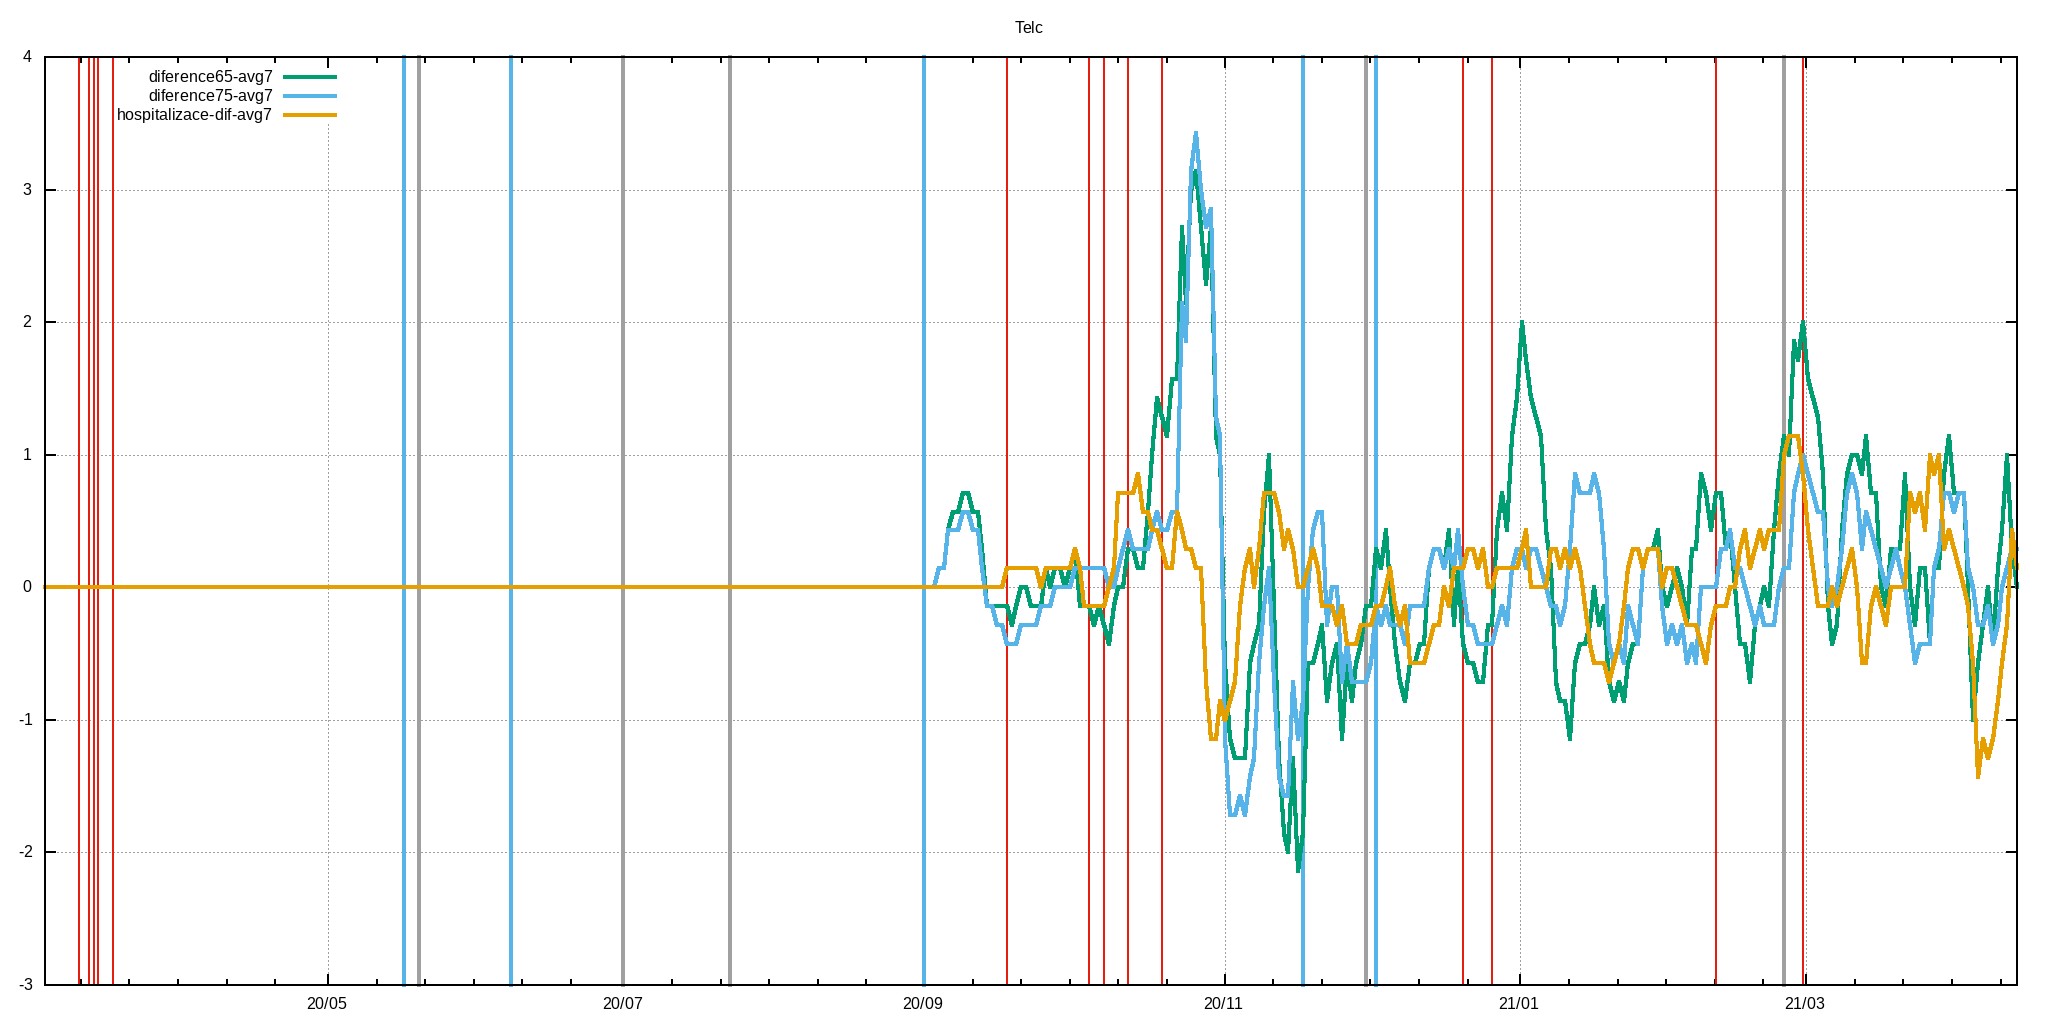 Telc
4
diference65-avg7
diference75-avg7
hospitalizace-dif-avg7
3
2
1
0
-1
-2
-3
20/05 20/07 20/09 20/11 21/01 21/03